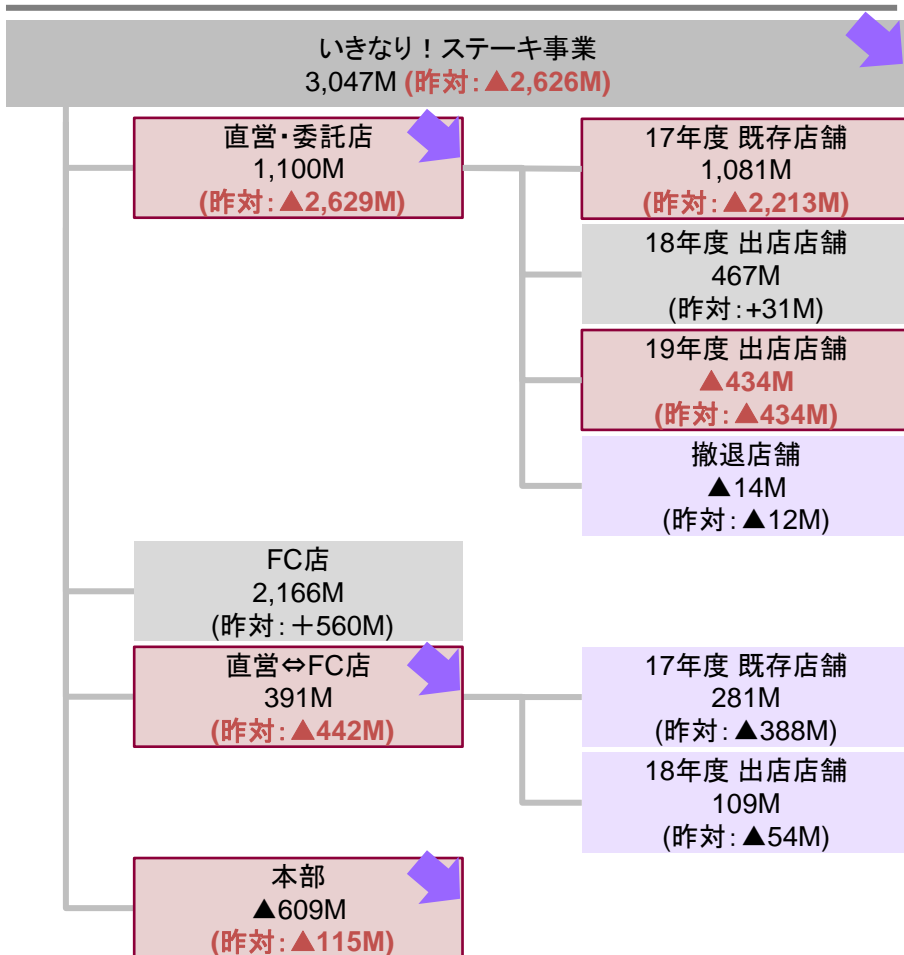 いきなり！ステーキ事業
3,047M (昨対：▲2,626M)
直営・委託店
1,100M
(昨対：▲2,629M)
17年度 既存店舗
1,081M
(昨対：▲2,213M)
18年度 出店店舗
467M
(昨対：+31M)
19年度 出店店舗
▲434M
(昨対：▲434M)
撤退店舗
▲14M
(昨対：▲12M)
FC店
2,166M
(昨対：＋560M)
直営⇔FC店
391M
(昨対：▲442M)
17年度 既存店舗
281M
(昨対：▲388M)
18年度 出店店舗
109M
(昨対：▲54M)
本部
▲609M
(昨対：▲115M)